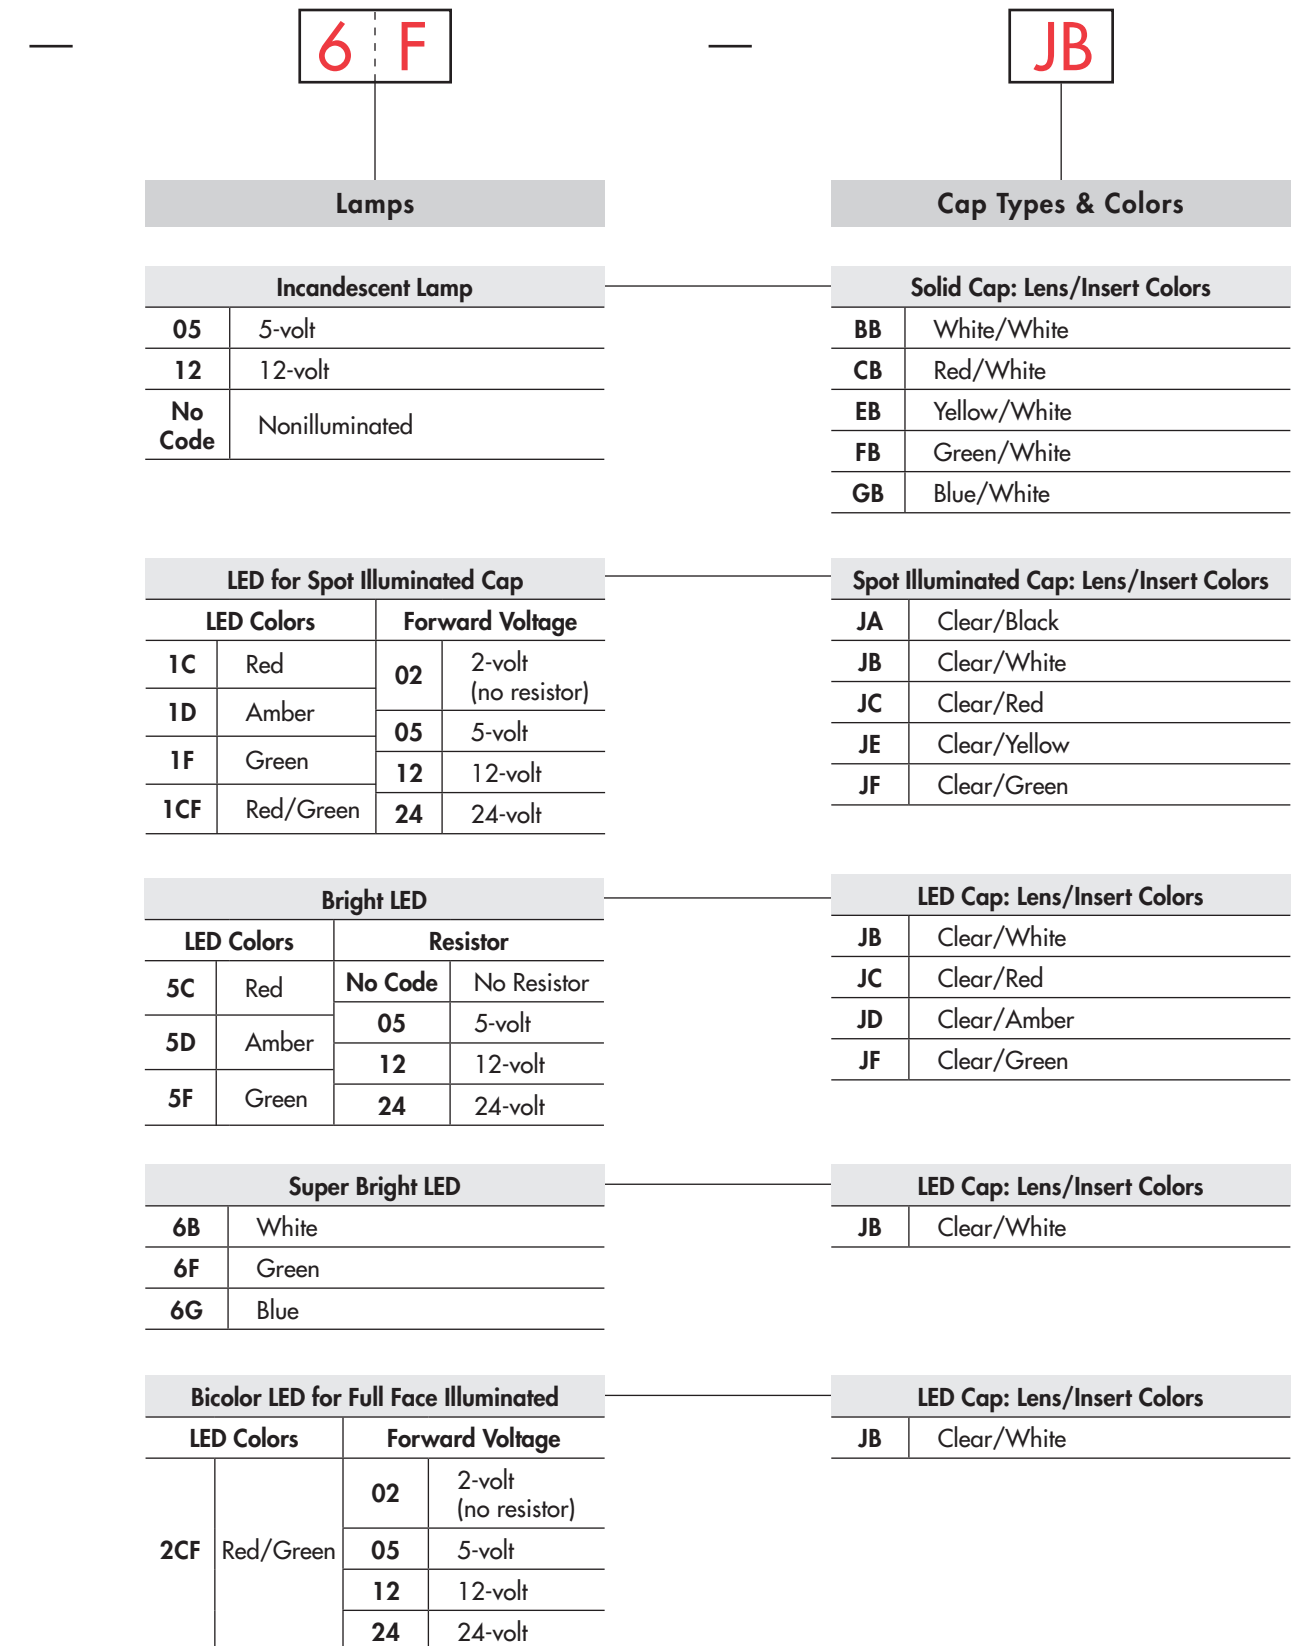 — 6 F — JB
Lamps
Cap Types & Colors
Incandescent Lamp
05 5-volt
12 12-volt
No Code Nonilluminated
Solid Cap: Lens/Insert Colors
BB White/White
CB Red/White
EB Yellow/White
FB Green/White
GB Blue/White
LED for Spot Illuminated Cap
LED Colors Forward Voltage
1C Red
1D Amber
1F Green
1CF Red/Green
02 2-volt
(no resistor)
05 5-volt
12 12-volt
24 24-volt
Spot Illuminated Cap: Lens/Insert Colors
JA Clear/Black
JB Clear/White
JC Clear/Red
JE Clear/Yellow
JF Clear/Green
Bright LED
LED Colors Resistor
5C Red
5D Amber
5F Green
No Code No Resistor
05 5-volt
12 12-volt
24 24-volt
LED Cap: Lens/Insert Colors
JB Clear/White
JC Clear/Red
JD Clear/Amber
JF Clear/Green
Super Bright LED
6B White
6F Green
6G Blue
LED Cap: Lens/Insert Colors
JB Clear/White
Bicolor LED for Full Face Illuminated
LED Colors Forward Voltage
2CF Red/Green
02 2-volt
(no resistor)
05 5-volt
12 12-volt
24 24-volt
LED Cap: Lens/Insert Colors
JB Clear/White